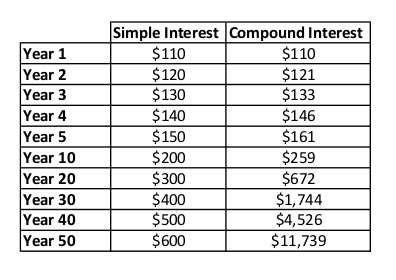 Simple Interest Compound Interest
Year 1 $110 $110
Year 2 $120 $121
Year 3 $130 $133
Year 4 $140 $146
Year 5 $150 $161
Year 10 $200 $259
Year 20 $300 $672
Year 30 $400 $1,744
Year 40 $500 $4,526
Year 50 $600 $11,739